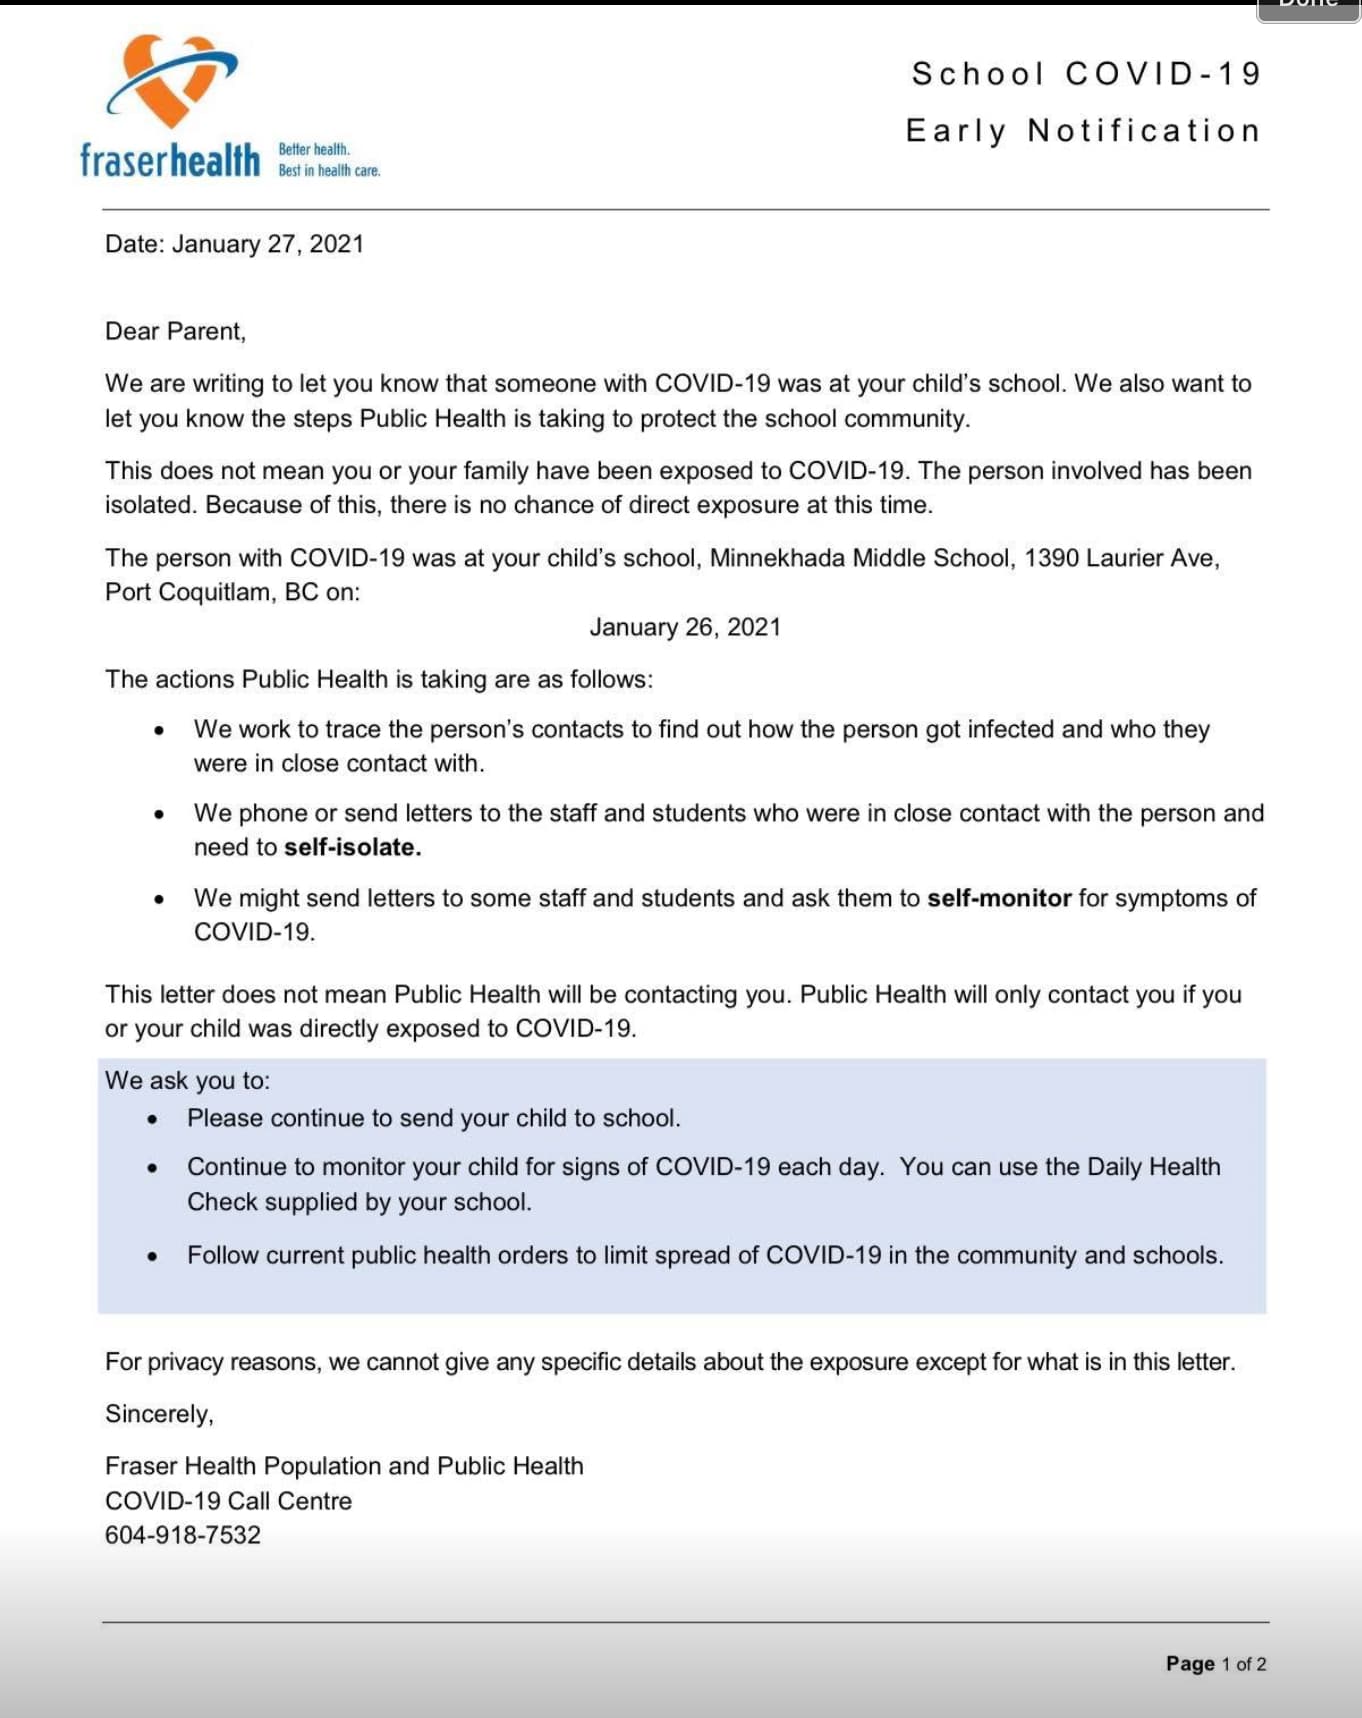 Done
fraserhealth
Better health.
Best in health care.
School COVID-19
Early Notification
Date: January 27, 2021
Dear Parent,
We are writing to let you know that someone with COVID-19 was at your child’s school. We also want to
let you know the steps Public Health is taking to protect the school community.
This does not mean you or your family have been exposed to COVID-19. The person involved has been
isolated. Because of this, there is no chance of direct exposure at this time.
The person with COVID-19 was at your child’s school, Minnekhada Middle School, 1390 Laurier Ave,
Port Coquitlam, BC on:
January 26, 2021
The actions Public Health is taking are as follows:
• We work to trace the person’s contacts to find out how the person got infected and who they
were in close contact with.
• We phone or send letters to the staff and students who were in close contact with the person and
need to self-isolate.
• We might send letters to some staff and students and ask them to self-monitor for symptoms of
COVID-19.
This letter does not mean Public Health will be contacting you. Public Health will only contact you if you
or your child was directly exposed to COVID-19.
We ask you to:
• Please continue to send your child to school.
• Continue to monitor your child for signs of COVID-19 each day.  You can use the Daily Health
Check supplied by your school.
• Follow current public health orders to limit spread of COVID-19 in the community and schools.
For privacy reasons, we cannot give any specific details about the exposure except for what is in this letter.
Sincerely,
Fraser Health Population and Public Health
COVID-19 Call Centre
604-918-7532
Page 1 of 2